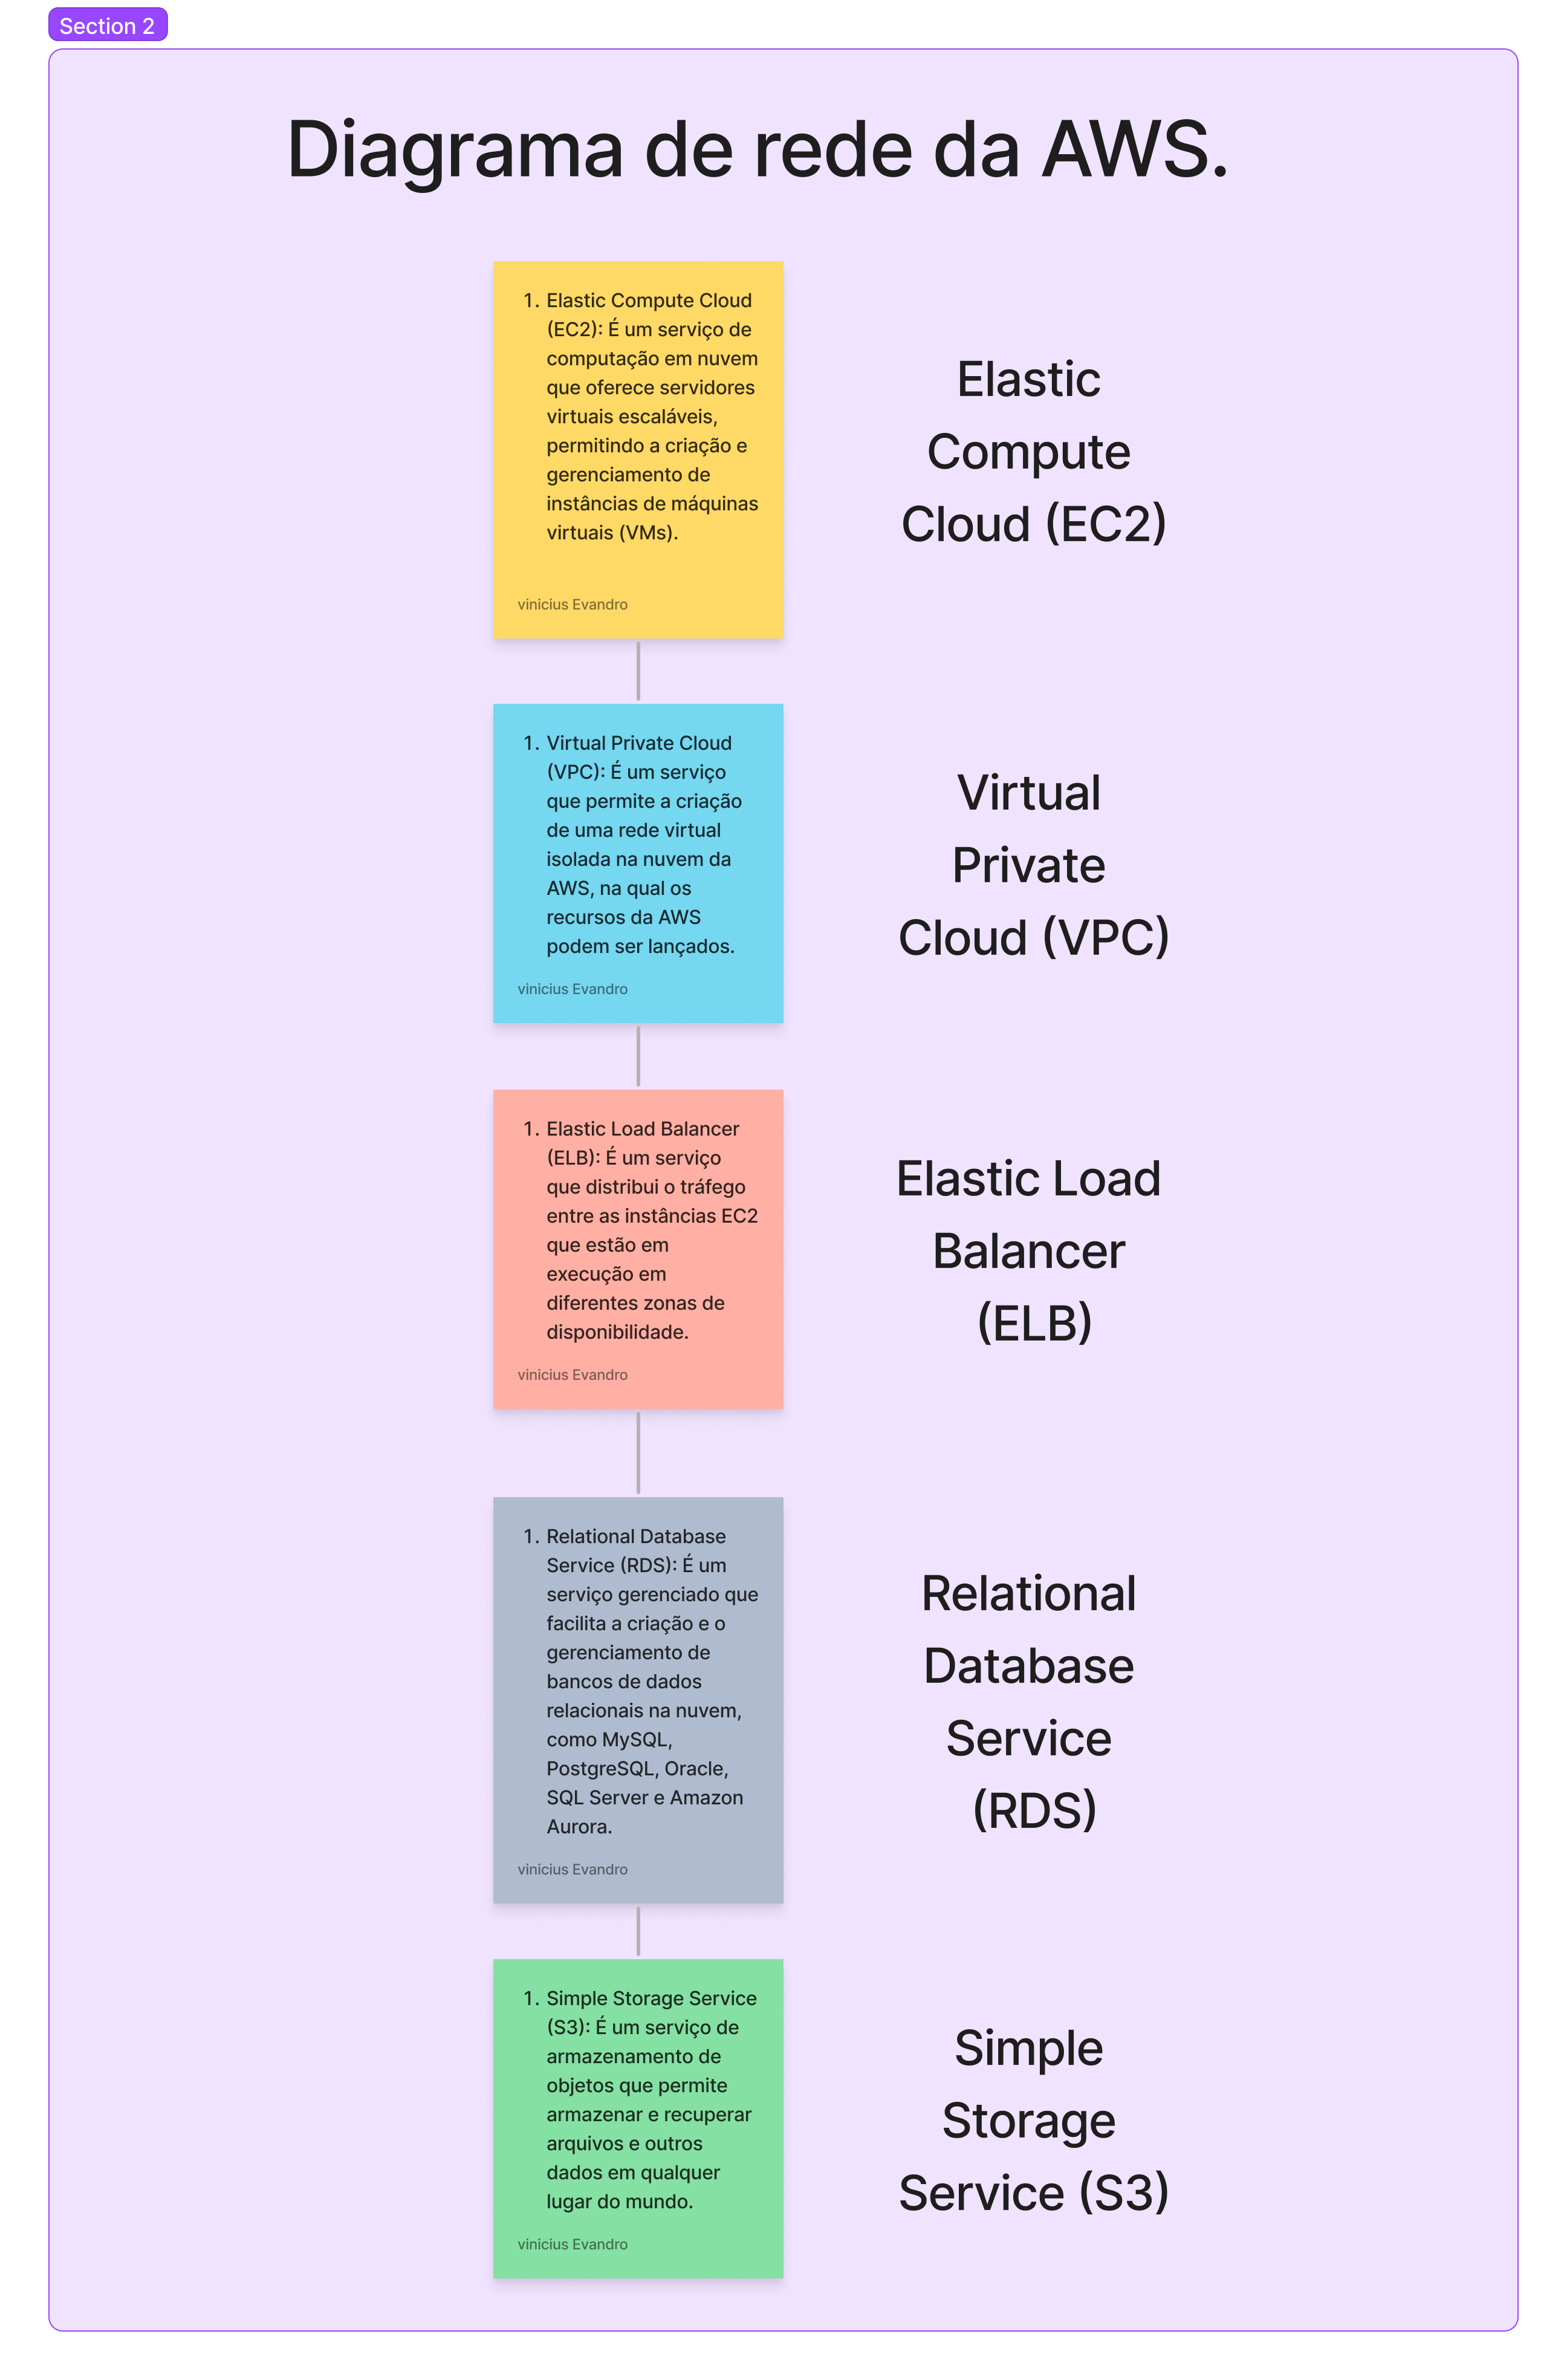 Section 2
Diagrama de rede da AWS.
1. Elastic Compute Cloud
(EC2): É um serviço de
computação em nuvem
que oferece servidores
virtuais escaláveis,
permitindo a criação e
gerenciamento de
instâncias de máquinas
virtuais (VMs).
vinicius Evandro
Elastic
Compute
Cloud (EC2)
1. Virtual Private Cloud
(VPC): É um serviço
que permite a criação
de uma rede virtual
isolada na nuvem da
AWS, na qual os
recursos da AWS
podem ser lançados.
vinicius Evandro
Virtual
Private
Cloud (VPC)
1. Elastic Load Balancer
(ELB): É um serviço
que distribui o tráfego
entre as instâncias EC2
que estão em
execução em
diferentes zonas de
disponibilidade.
vinicius Evandro
Elastic Load
Balancer
(ELB)
1. Relational Database
Service (RDS): É um
serviço gerenciado que
facilita a criação e o
gerenciamento de
bancos de dados
relacionais na nuvem,
como MySQL,
PostgreSQL, Oracle,
SQL Server e Amazon
Aurora.
vinicius Evandro
Relational
Database
Service
(RDS)
1. Simple Storage Service
(S3): É um serviço de
armazenamento de
objetos que permite
armazenar e recuperar
arquivos e outros
dados em qualquer
lugar do mundo.
vinicius Evandro
Simple
Storage
Service (S3)